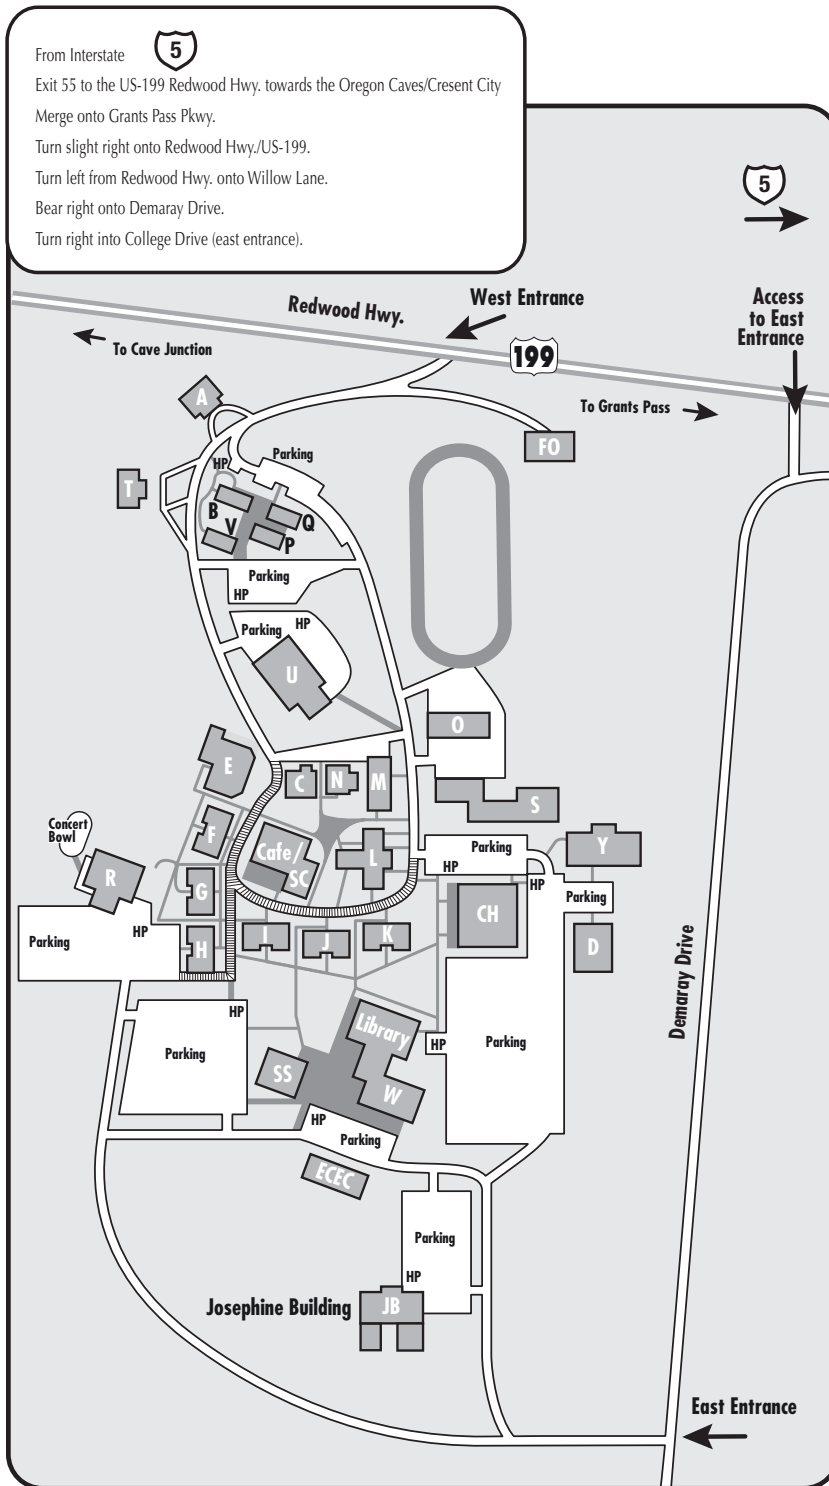 From Interstate 5
Exit 55 to the US-199 Redwood Hwy. towards the Oregon Caves/Cresent City
Merge onto Grants Pass Pkwy.
Turn slight right onto Redwood Hwy./US-199.
Turn left from Redwood Hwy. onto Willow Lane.
Bear right onto Demaray Drive.
Turn right into College Drive (east entrance).
5
Redwood Hwy.
West Entrance
Access
to East
Entrance
To Cave Junction
199
To Grants Pass
A
FO
Parking
HP
T
B
V
Q
P
Parking
HP
Parking
HP
U
O
E
C
N
M
S
Concert
Bowl
F
Cafe/
SC
L
Parking
HP
Y
R
G
HP
Parking
CH
Parking
HP
H
I
J
K
D
Demaray Drive
HP
Library
HP
Parking
Parking
SS
W
HP
Parking
ECEC
Parking
HP
Josephine Building
JB
East Entrance